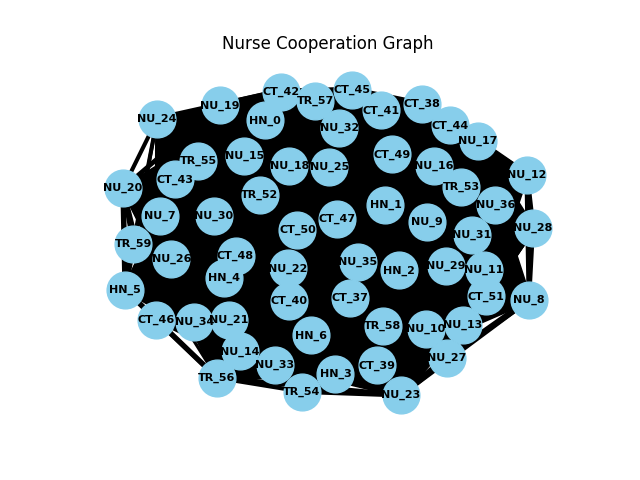 Nurse Cooperation Graph
CT_45
CT_42
TR_57
CT_38
NU_19
CT_41
NU_24
HN_0
CT_44
NU_32
NU_17
CT_49
NU_15
TR_55
NU_18
NU_25
NU_16
NU_12
CT_43
TR_53
NU_20
TR_52
NU_36
HN_1
NU_7
NU_30
CT_47
NU_9
NU_28
CT_50
NU_31
TR_59
CT_48
NU_26
NU_35
NU_29
NU_22
HN_2
NU_11
HN_4
HN_5
CT_51
CT_37
NU_8
CT_40
CT_46
NU_34
NU_21
NU_13
TR_58
NU_10
HN_6
NU_14
NU_27
NU_33
CT_39
HN_3
TR_56
TR_54
NU_23